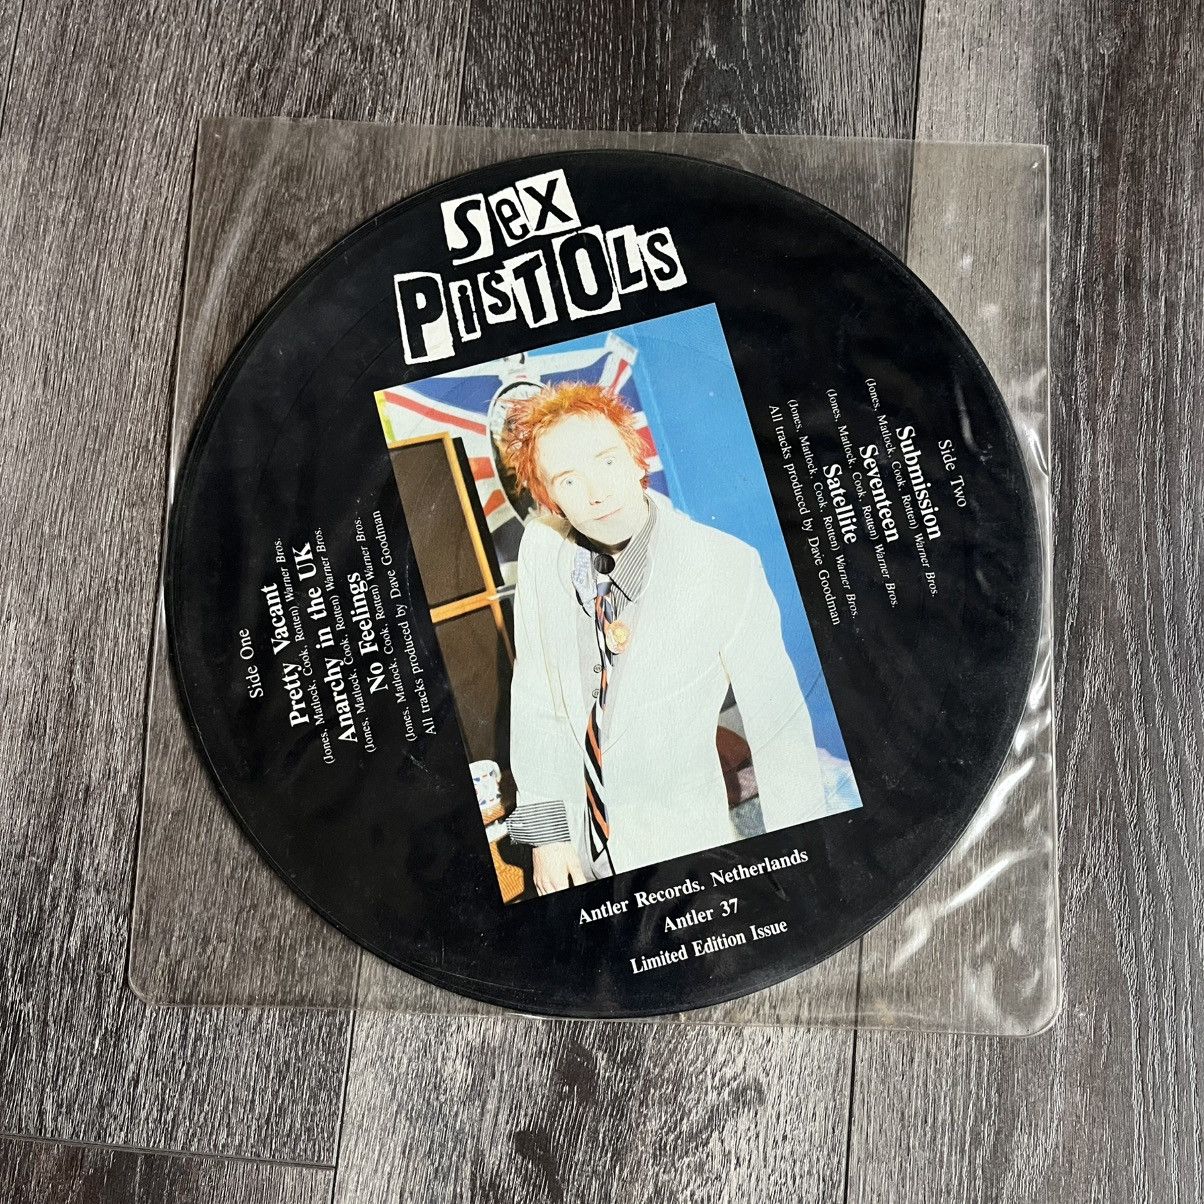 Sex
PISTOLS
Side One
Pretty Vacant
(Jones, Matlock, Cook, Rotten) Warner Bros.
Anarchy in the UK
(Jones, Matlock, Cook, Rotten) Warner Bros.
No Feelings
(Jones, Matlock, Cook, Rotten) Warner Bros.
All tracks produced by Dave Goodman
Side Two
Submission
(Jones, Matlock, Cook, Rotten) Warner Bros.
Seventeen
(Jones, Matlock, Cook, Rotten) Warner Bros.
Satellite
(Jones, Matlock, Cook, Rotten) Warner Bros.
All tracks produced by Dave Goodman
Antler Records. Netherlands
Antler 37
Limited Edition Issue